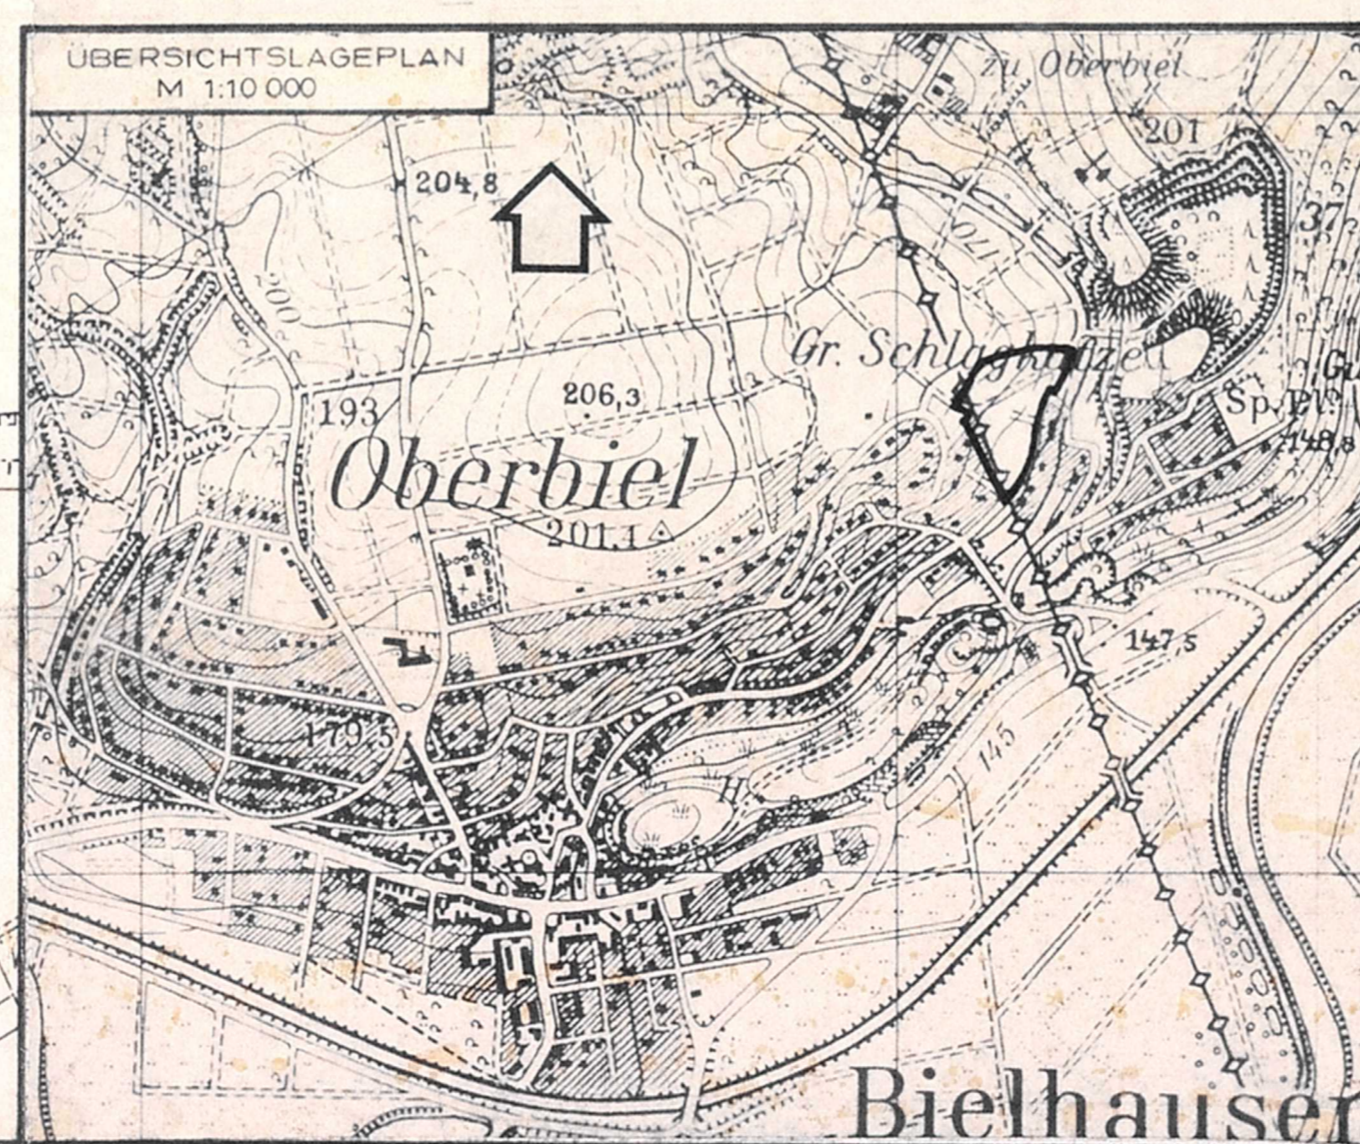 ÜBERSICHTSLAGEPLAN
M 1:10 000
zu Oberbiel
201
204,8
37
170
200
Gr. Schlagkatze
206,3
193
Sp. Pl.
148,8
Oberbiel
201,1
147,5
179,5
145
H
Bielhausen